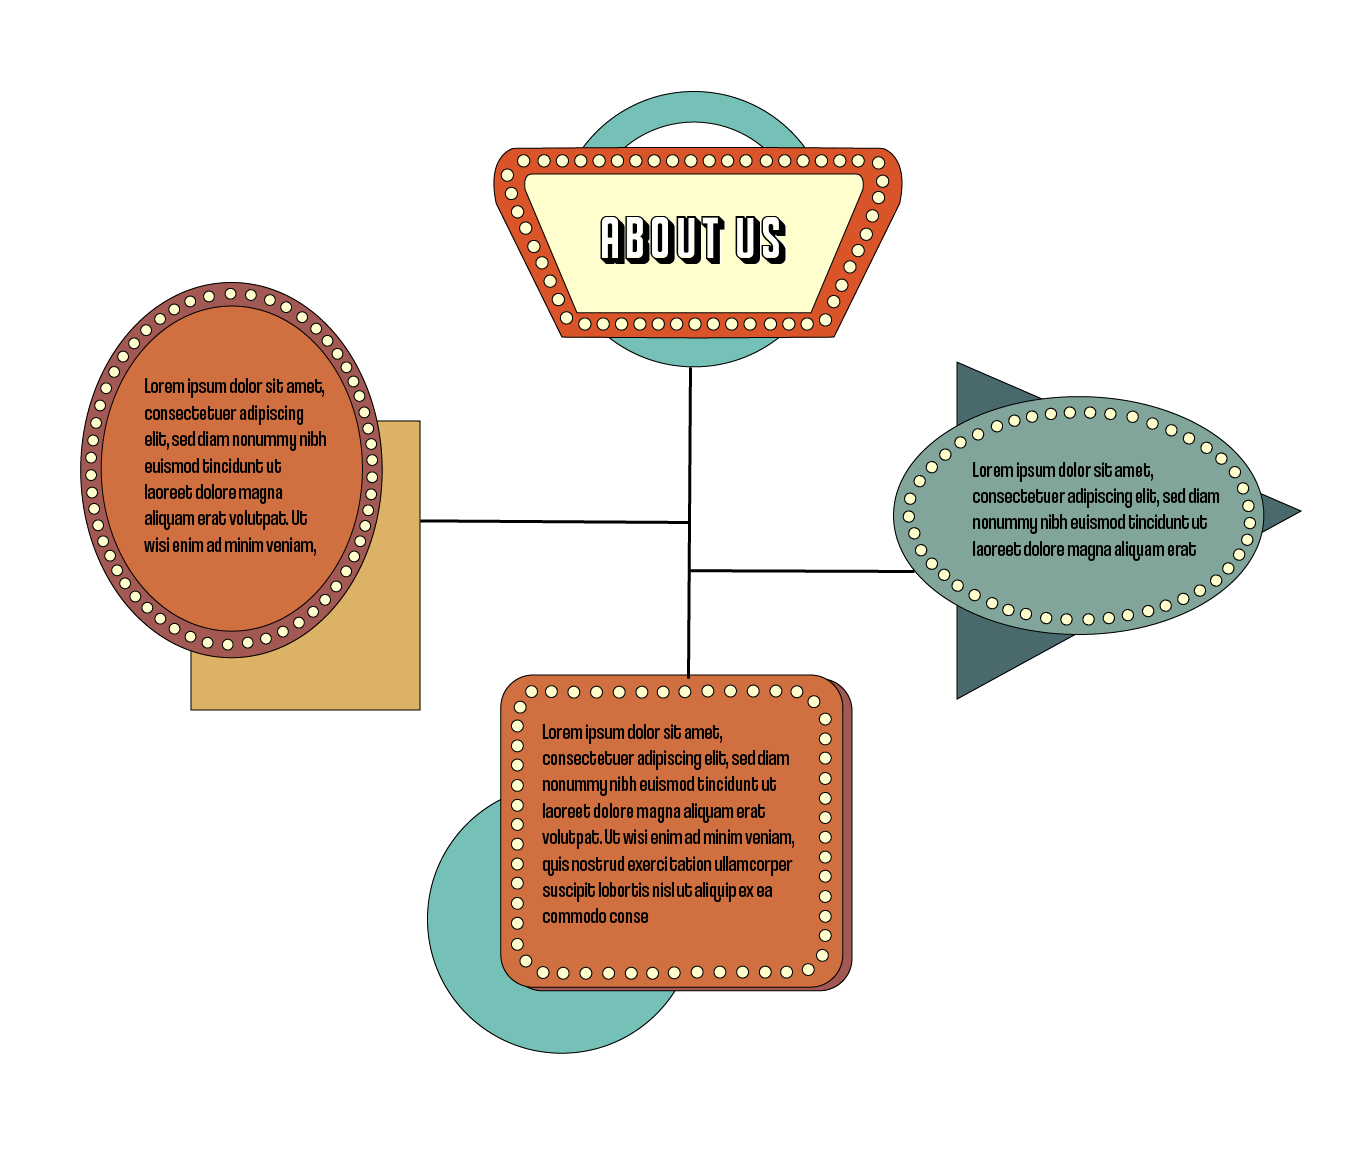 ABOUT US
Lorem ipsum dolor sit amet,
consectetuer adipiscing
elit, sed diam nonummy nibh
euismod tincidunt ut
laoreet dolore magna
aliquam erat volutpat. Ut
wisi enim ad minim veniam,
Lorem ipsum dolor sit amet,
consectetuer adipiscing elit, sed diam
nonummy nibh euismod tincidunt ut
laoreet dolore magna aliquam erat
Lorem ipsum dolor sit amet,
consectetuer adipiscing elit, sed diam
nonummy nibh euismod tincidunt ut
laoreet dolore magna aliquam erat
volutpat. Ut wisi enim ad minim veniam,
quis nostrud exerci tation ullamcorper
suscipit lobortis nisl ut aliquip ex ea
commodo conse